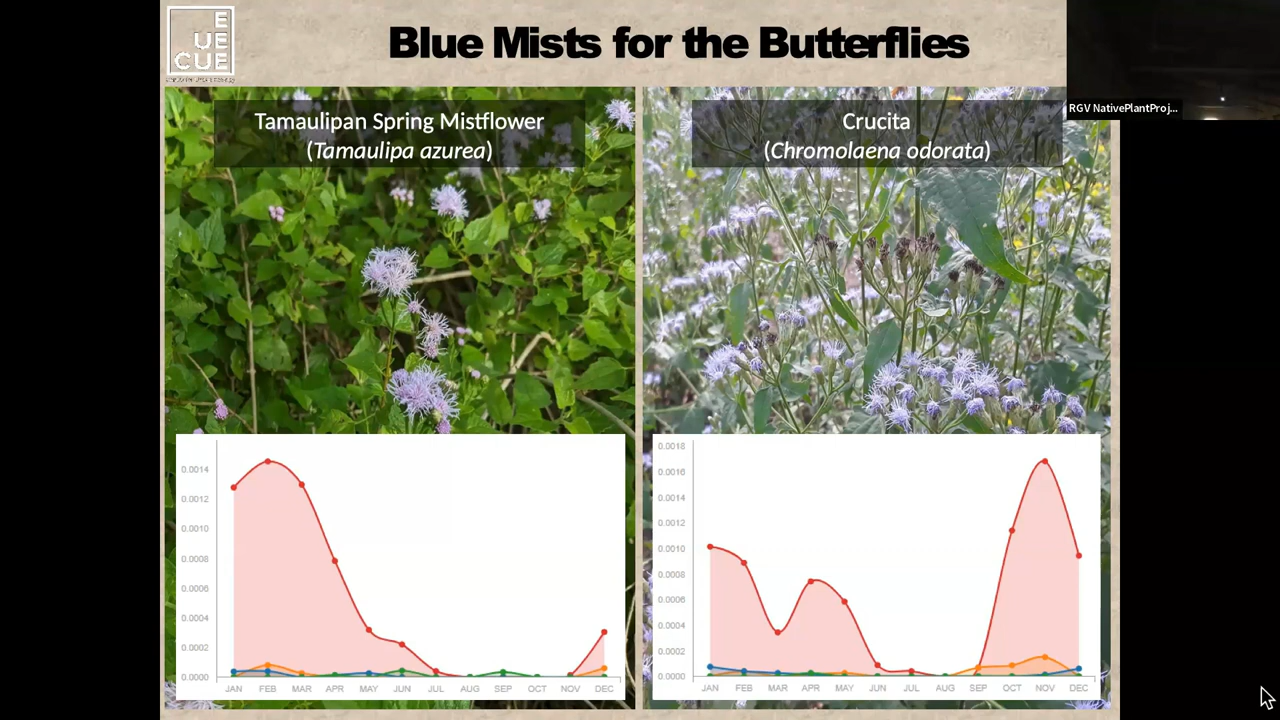 E
UE
CUE
Blue Mists for the Butterflies
RGV NativePlantProj...
Tamaulipan Spring Mistflower
(Tamaulipa azurea)
Crucita
(Chromolaena odorata)
0.0014
0.0012
0.0010
0.0008
0.0006
0.0004
0.0002
0.0000
JAN FEB MAR APR MAY JUN JUL AUG SEP OCT NOV DEC
0.0018
0.0016
0.0014
0.0012
0.0010
0.0008
0.0006
0.0004
0.0002
0.0000
JAN FEB MAR APR MAY JUN JUL AUG SEP OCT NOV DEC